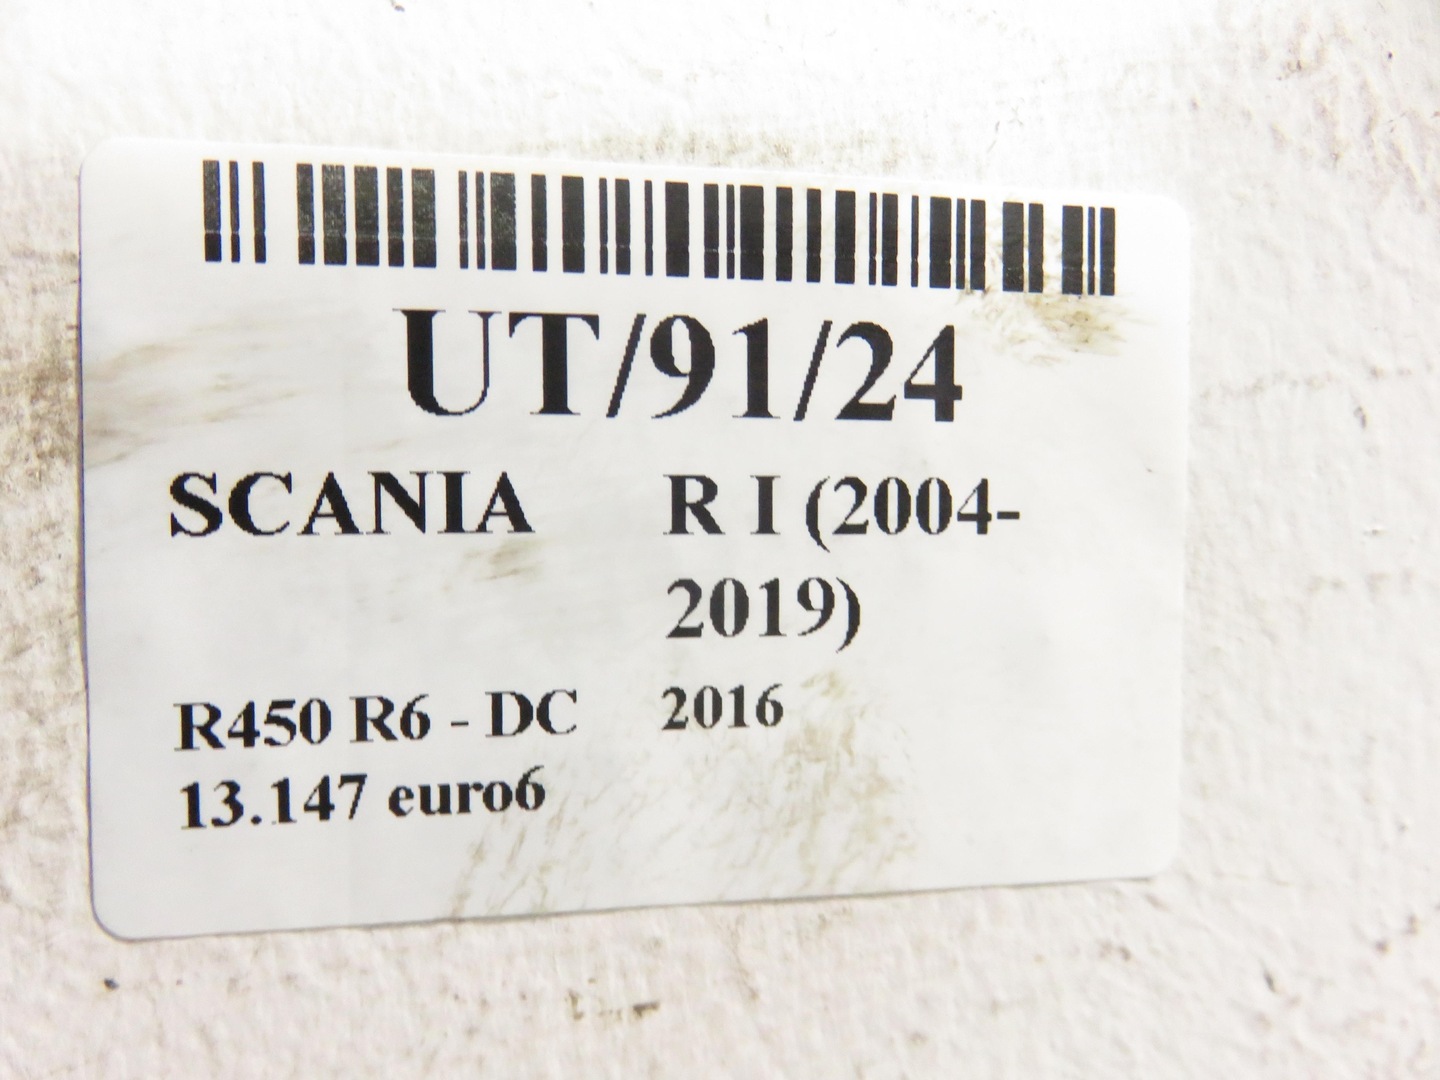 UT/91/24
SCANIA R I (2004-
2019)
R450 R6 - DC 2016
13.147 euro6